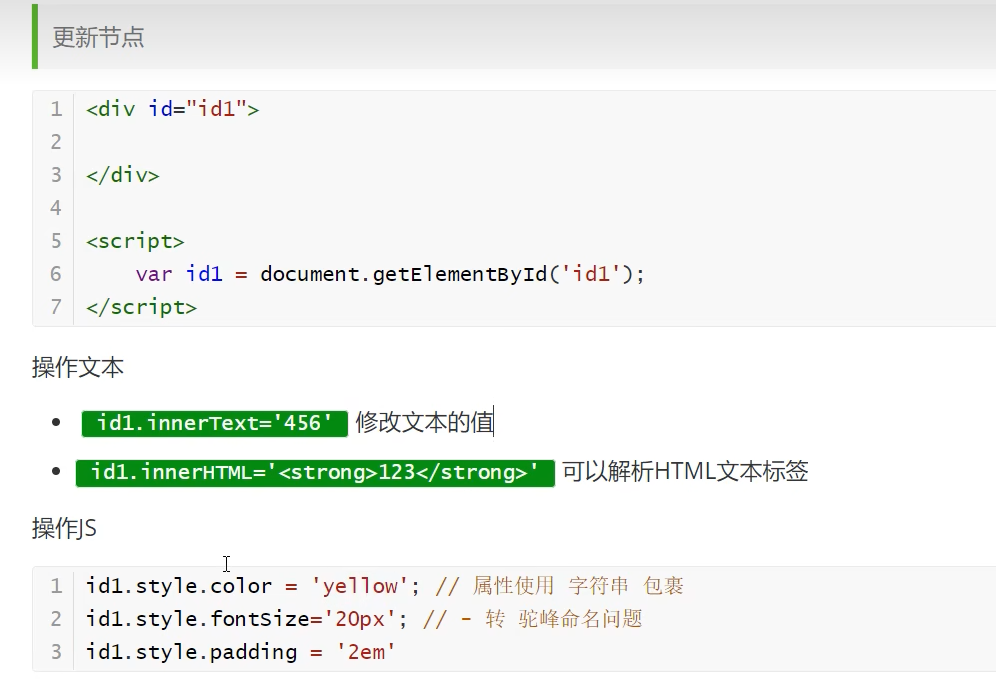 更新节点
1 <div id="id1">
2
3 </div>
4
5 <script>
6     var id1 = document.getElementById('id1');
7 </script>
操作文本
• id1.innerText='456' 修改文本的值
• id1.innerHTML='<strong>123</strong>' 可以解析HTML文本标签
操作JS
1 id1.style.color = 'yellow'; // 属性使用 字符串 包裹
2 id1.style.fontSize='20px'; // - 转 驼峰命名问题
3 id1.style.padding = '2em'